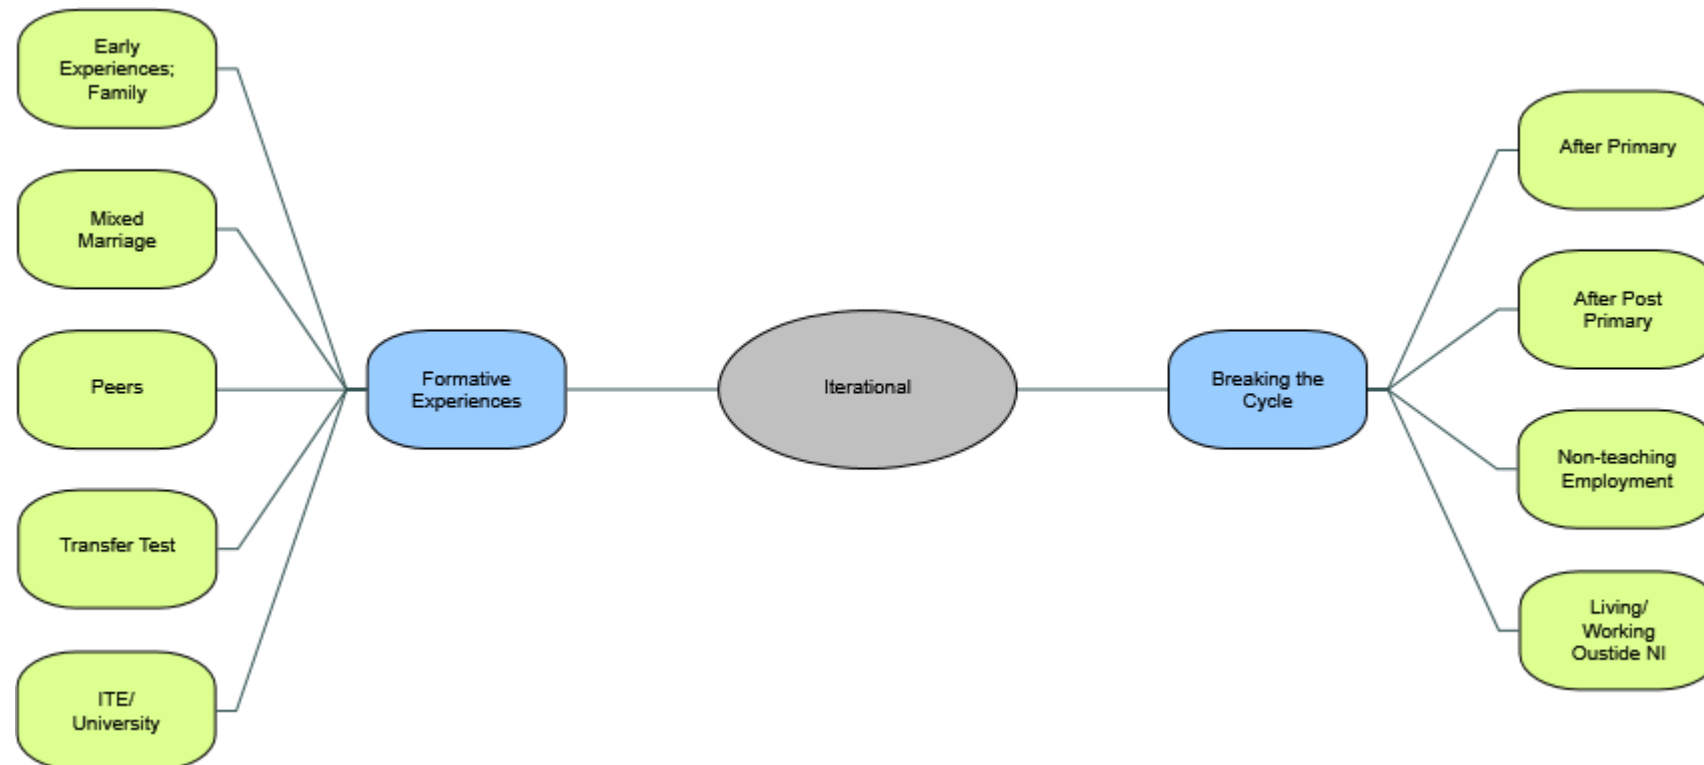 Early
Experiences;
Family
Mixed
Marriage
Peers
Transfer Test
ITE/
University
Formative
Experiences
Iterational
Breaking the
Cycle
After Primary
After Post
Primary
Non-teaching
Employment
Living/
Working
Oustide NI